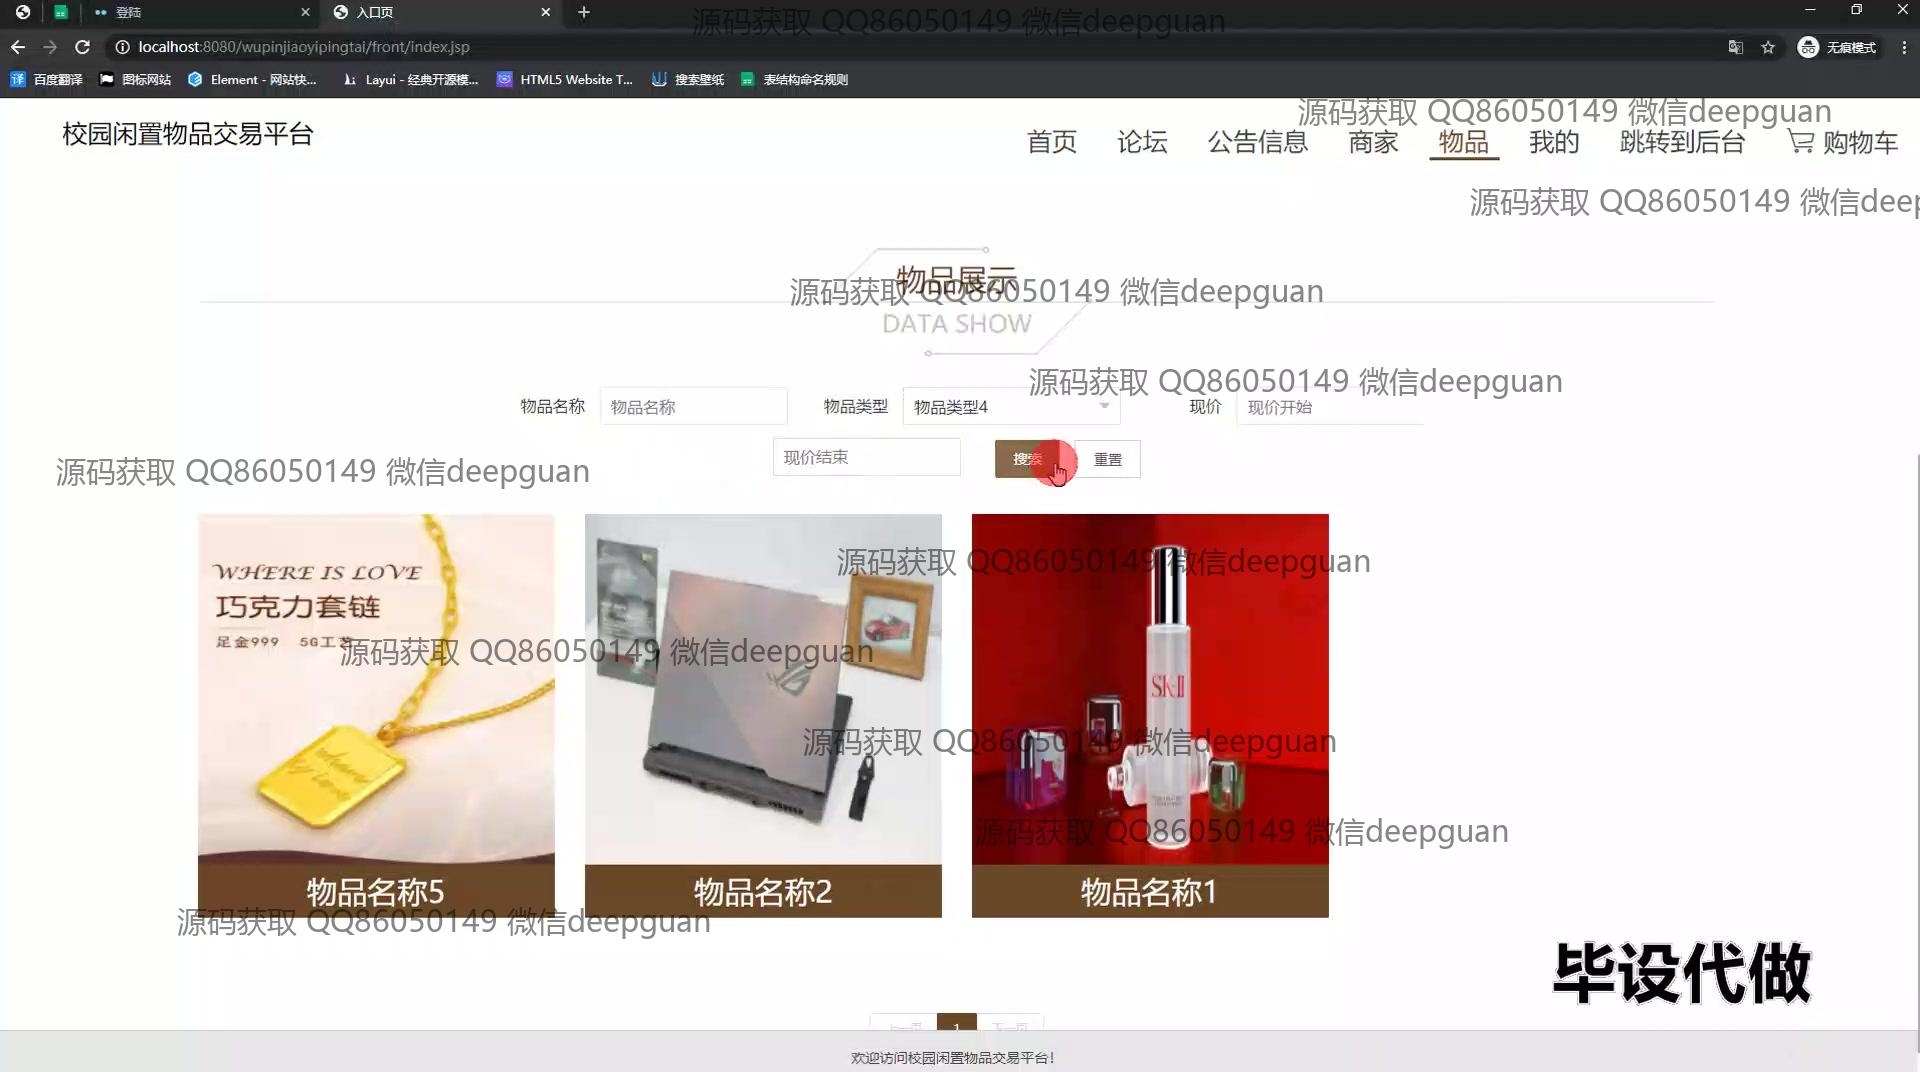 登陆
入口页
源码获取 QQ86050149 微信deepguan
localhost:8080/wupinjiaoyipingtai/front/index.jsp
无痕模式
百度翻译
图标网站
Element - 网站快...
Layui - 经典开源模...
HTML5 Website T...
搜索壁纸
表结构命名规则
源码获取 QQ86050149 微信deepguan
校园闲置物品交易平台
首页
论坛
公告信息
商家
物品
我的
跳转到后台
购物车
源码获取 QQ86050149 微信deep
物品展示
源码获取 QQ86050149 微信deepguan
DATA SHOW
源码获取 QQ86050149 微信deepguan
物品名称
物品名称
物品类型
物品类型4
现价
现价开始
现价结束
搜索
重置
源码获取 QQ86050149 微信deepguan
WHERE IS LOVE
巧克力套链
足金999 5G工艺
源码获取 QQ86050149 微信deepguan
源码获取 QQ86050149 微信deepguan
SK-II
源码获取 QQ86050149 微信deepguan
源码获取 QQ86050149 微信deepguan
物品名称5
物品名称2
物品名称1
源码获取 QQ86050149 微信deepguan
毕设代做
上一页
1
下一页
欢迎访问校园闲置物品交易平台！